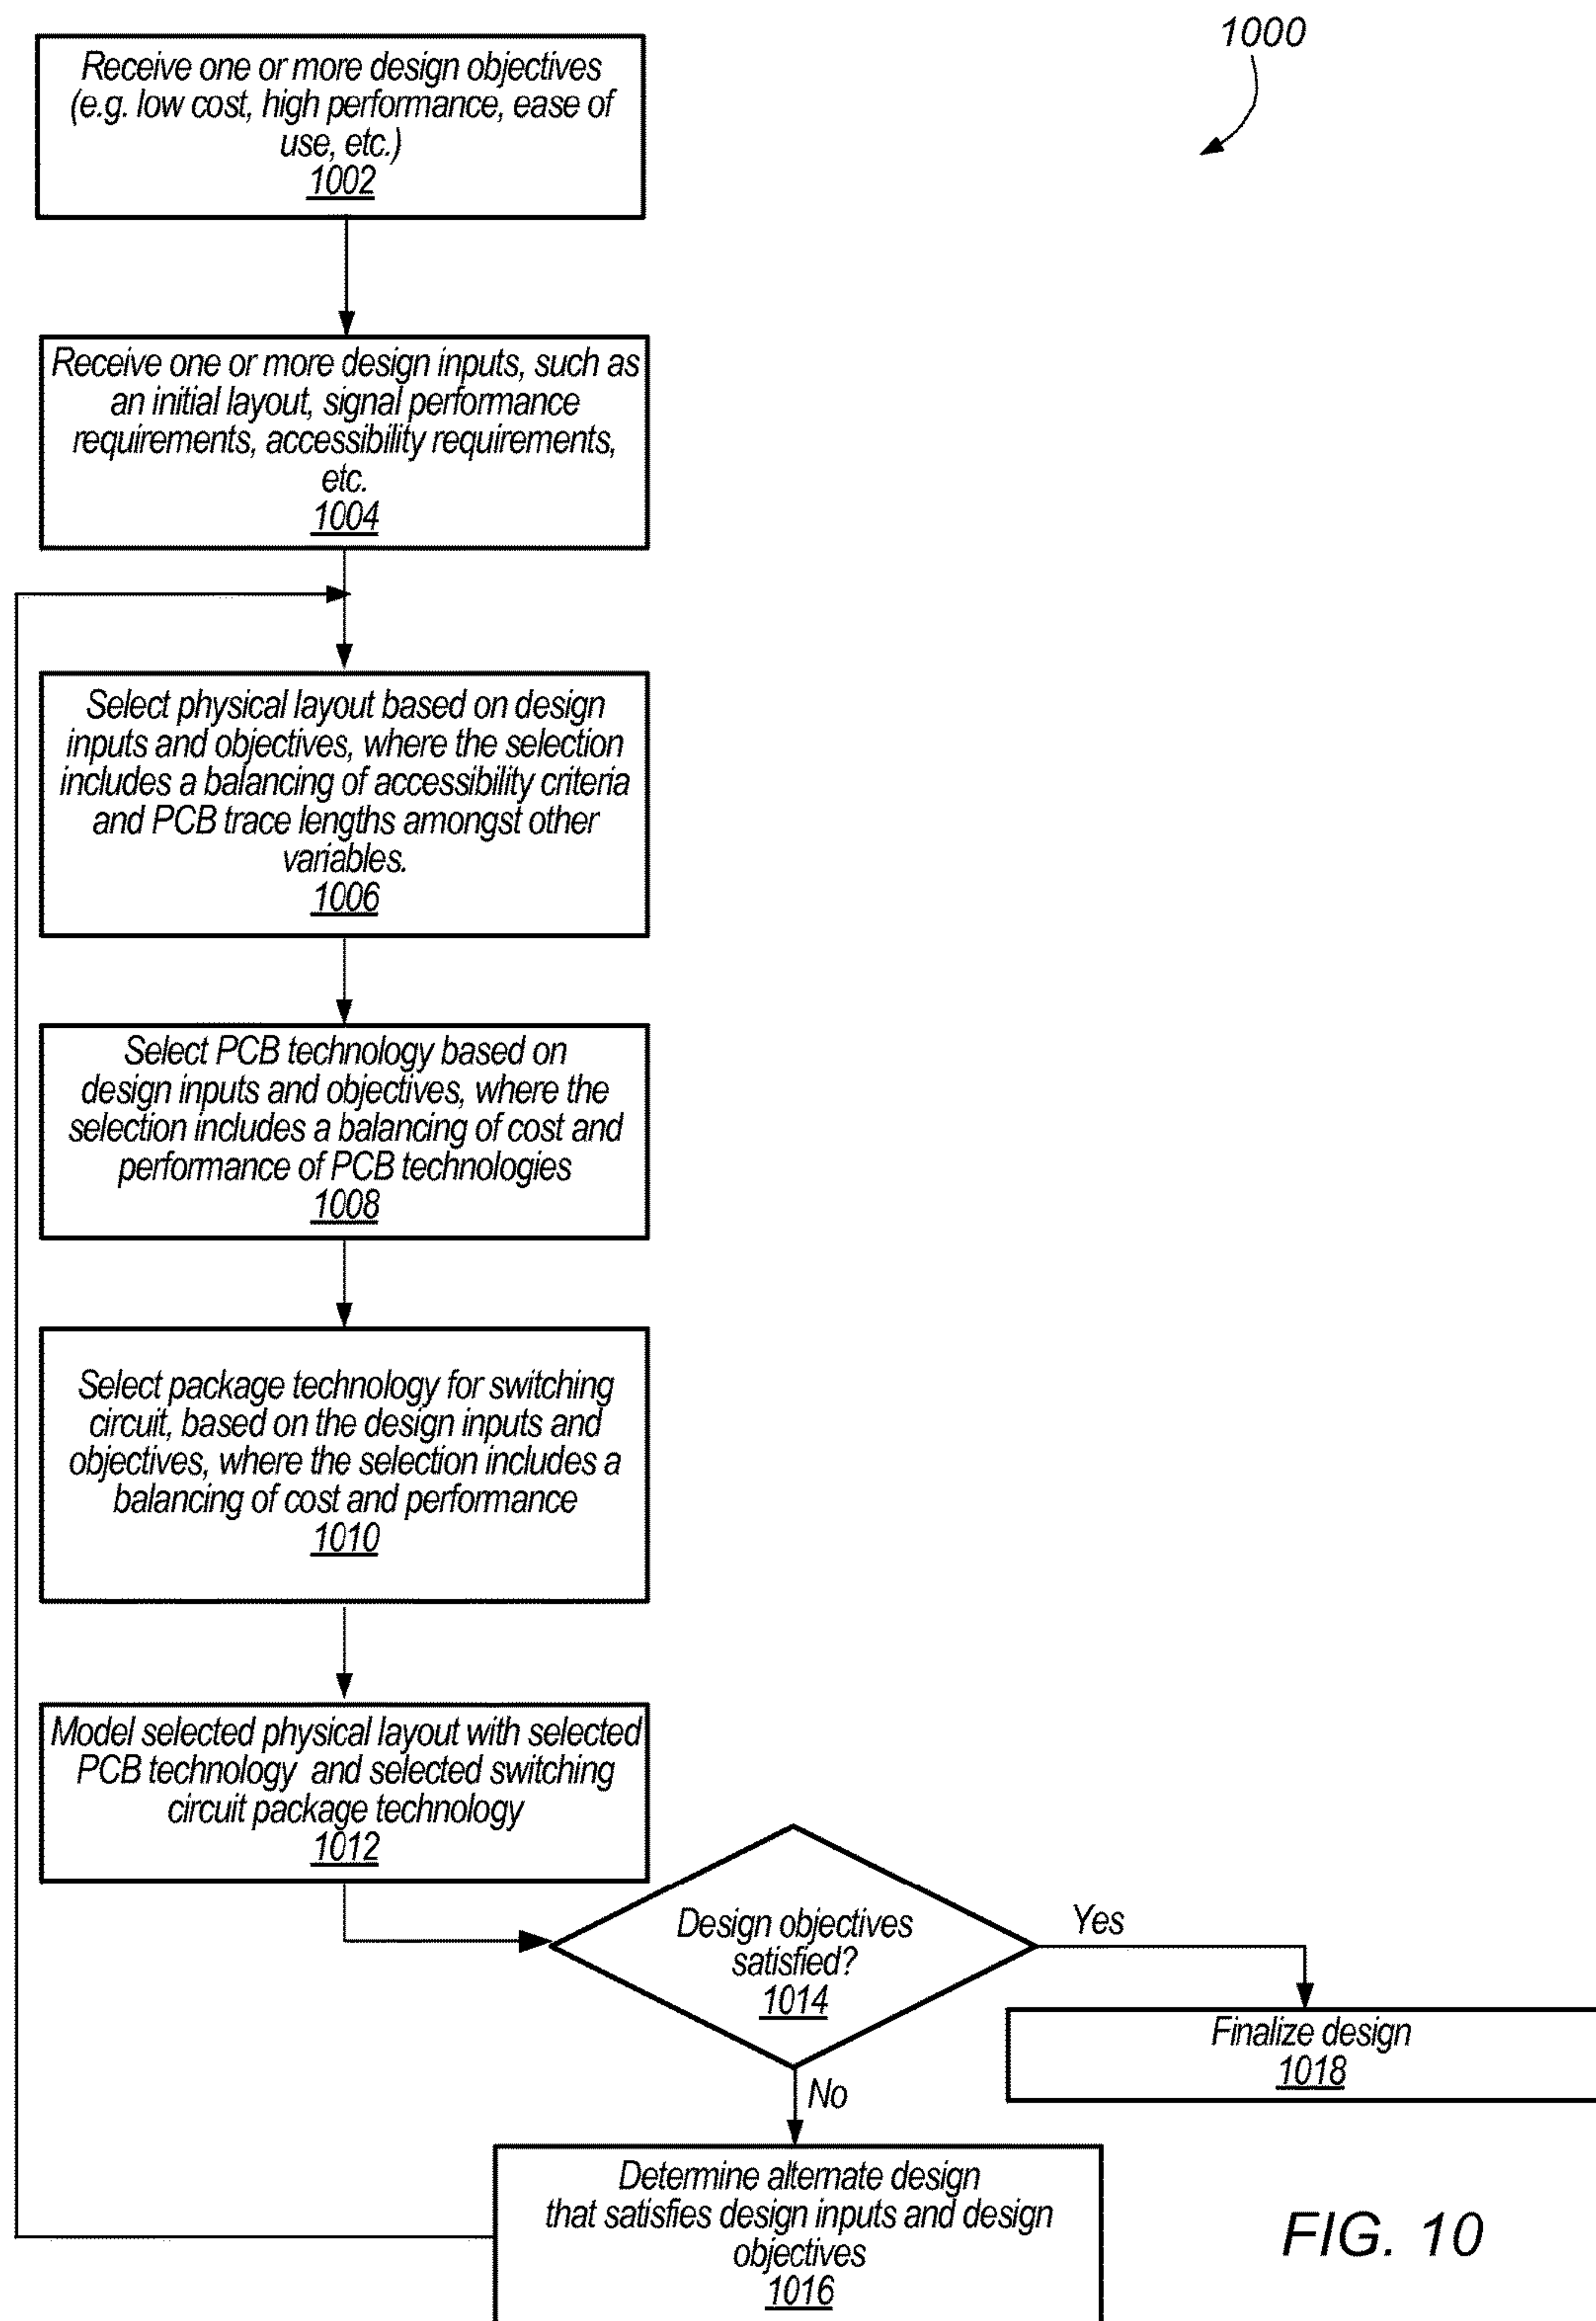 1000
Receive one or more design objectives
(e.g. low cost, high performance, ease of
use, etc.)
1002
Receive one or more design inputs, such as
an initial layout, signal performance
requirements, accessibility requirements,
etc.
1004
Select physical layout based on design
inputs and objectives, where the selection
includes a balancing of accessibility criteria
and PCB trace lengths amongst other
variables.
1006
Select PCB technology based on
design inputs and objectives, where the
selection includes a balancing of cost and
performance of PCB technologies
1008
Select package technology for switching
circuit, based on the design inputs and
objectives, where the selection includes a
balancing of cost and performance
1010
Model selected physical layout with selected
PCB technology and selected switching
circuit package technology
1012
Design objectives
satisfied?
1014
Yes
Finalize design
1018
No
Determine alternate design
that satisfies design inputs and design
objectives
1016
FIG. 10